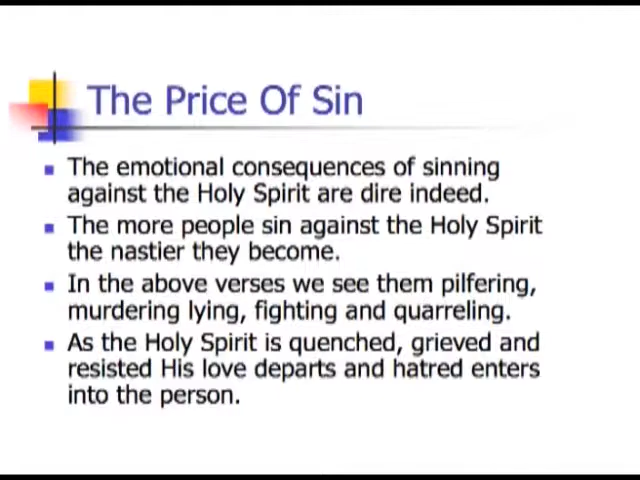 The Price Of Sin
The emotional consequences of sinning
against the Holy Spirit are dire indeed.
The more people sin against the Holy Spirit
the nastier they become.
In the above verses we see them pilfering,
murdering lying, fighting and quarreling.
As the Holy Spirit is quenched, grieved and
resisted His love departs and hatred enters
into the person.